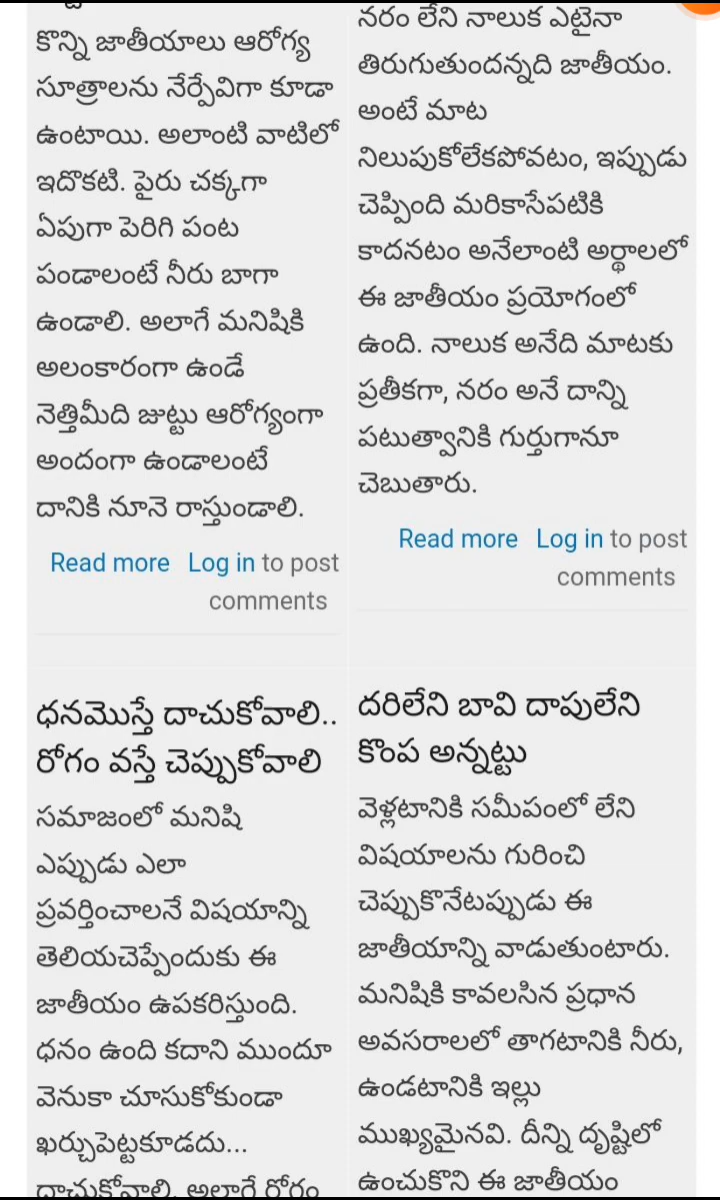 కొన్ని జాతీయాలు ఆరోగ్య
సూత్రాలను నేర్పేవిగా కూడా
ఉంటాయి. అలాంటి వాటిలో
ఇదొకటి. పైరు చక్కగా
ఏపుగా పెరిగి పంట
పండాలంటే నీరు బాగా
ఉండాలి. అలాగే మనిషికి
అలంకారంగా ఉండే
నెత్తిమీది జుట్టు ఆరోగ్యంగా
అందంగా ఉండాలంటే
దానికి నూనె రాస్తుండాలి.
Read more Log in to post
comments
నరం లేని నాలుక ఎటైనా
తిరుగుతుందన్నది జాతీయం.
అంటే మాట
నిలుపుకోలేకపోవటం, ఇప్పుడు
చెప్పింది మరికాసేపటికి
కాదనటం అనేలాంటి అర్థాలలో
ఈ జాతీయం ప్రయోగంలో
ఉంది. నాలుక అనేది మాటకు
ప్రతీకగా, నరం అనే దాన్ని
పటుత్వానికి గుర్తుగానూ
చెబుతారు.
Read more Log in to post
comments
ధనమొస్తే దాచుకోవాలి..
రోగం వస్తే చెప్పుకోవాలి
సమాజంలో మనిషి
ఎప్పుడు ఎలా
ప్రవర్తించాలనే విషయాన్ని
తెలియచెప్పేందుకు ఈ
జాతీయం ఉపకరిస్తుంది.
ధనం ఉంది కదాని ముందూ
వెనుకా చూసుకోకుండా
ఖర్చుపెట్టకూడదు...
దాచుకోవాలి. అలాగే రోగం
దరిలేని బావి దాపులేని
కొంప అన్నట్టు
వెళ్లటానికి సమీపంలో లేని
విషయాలను గురించి
చెప్పుకొనేటప్పుడు ఈ
జాతీయాన్ని వాడుతుంటారు.
మనిషికి కావలసిన ప్రధాన
అవసరాలలో తాగటానికి నీరు,
ఉండటానికి ఇల్లు
ముఖ్యమైనవి. దీన్ని దృష్టిలో
ఉంచుకొని ఈ జాతీయం